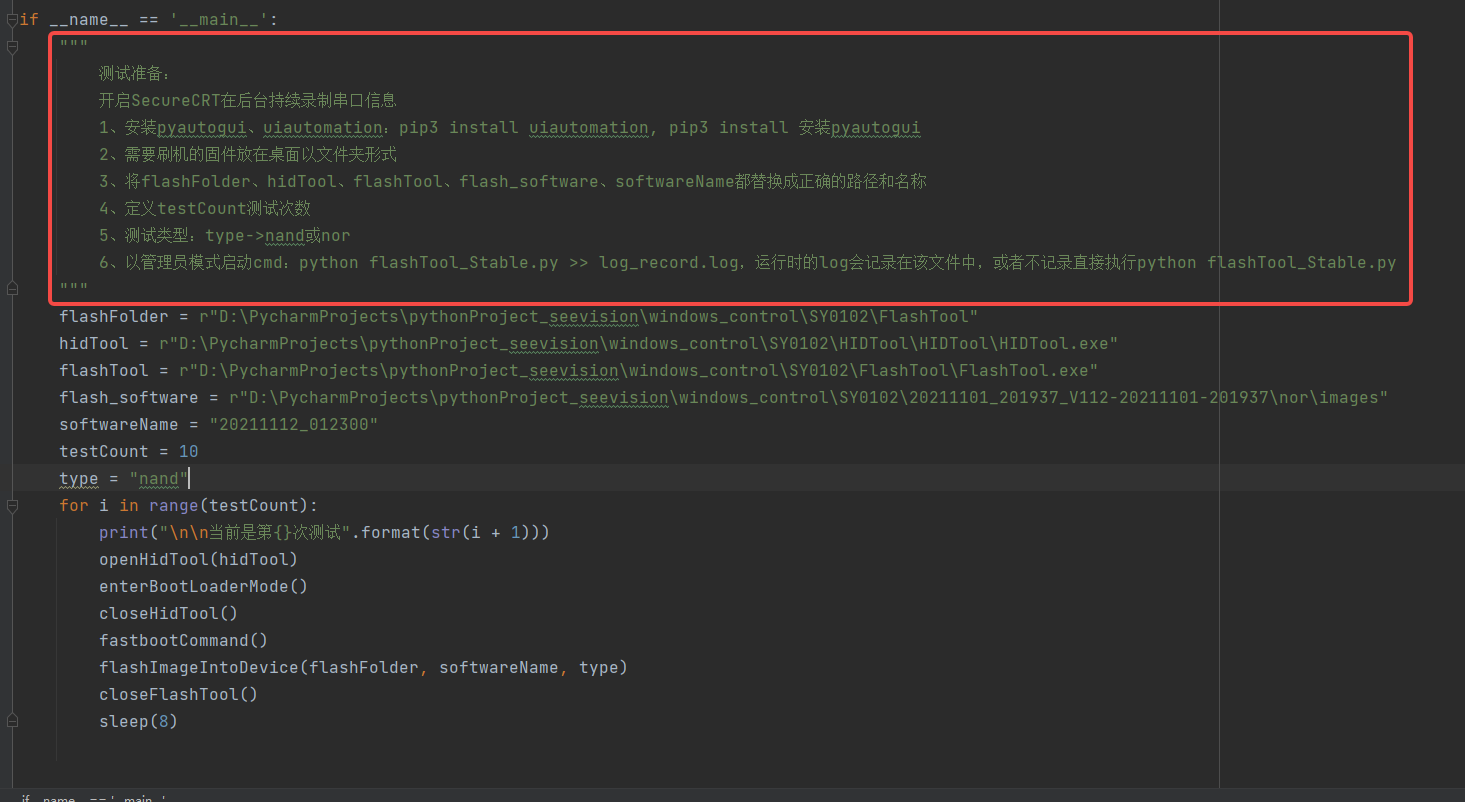 if __name__ == '__main__':
"""
测试准备：
开启SecureCRT在后台持续录制串口信息
1、安装pyautogui、uiautomation：pip3 install uiautomation, pip3 install 安装pyautogui
2、需要刷机的固件放在桌面以文件夹形式
3、将flashFolder、hidTool、flashTool、flash_software、softwareName都替换成正确的路径和名称
4、定义testCount测试次数
5、测试类型：type->nand或nor
6、以管理员模式启动cmd：python flashTool_Stable.py >> log_record.log，运行时的log会记录在该文件中，或者不记录直接执行python flashTool_Stable.py
"""
flashFolder = r"D:\PycharmProjects\pythonProject_seevision\windows_control\SY0102\FlashTool"
hidTool = r"D:\PycharmProjects\pythonProject_seevision\windows_control\SY0102\HIDTool\HIDTool\HIDTool.exe"
flashTool = r"D:\PycharmProjects\pythonProject_seevision\windows_control\SY0102\FlashTool\FlashTool.exe"
flash_software = r"D:\PycharmProjects\pythonProject_seevision\windows_control\SY0102\20211101_201937_V112-20211101-201937\nor\images"
softwareName = "20211112_012300"
testCount = 10
type = "nand"
for i in range(testCount):
print("\n\n当前是第{}次测试".format(str(i + 1)))
openHidTool(hidTool)
enterBootLoaderMode()
closeHidTool()
fastbootCommand()
flashImageIntoDevice(flashFolder, softwareName, type)
closeFlashTool()
sleep(8)
if __name__ == '__main__'